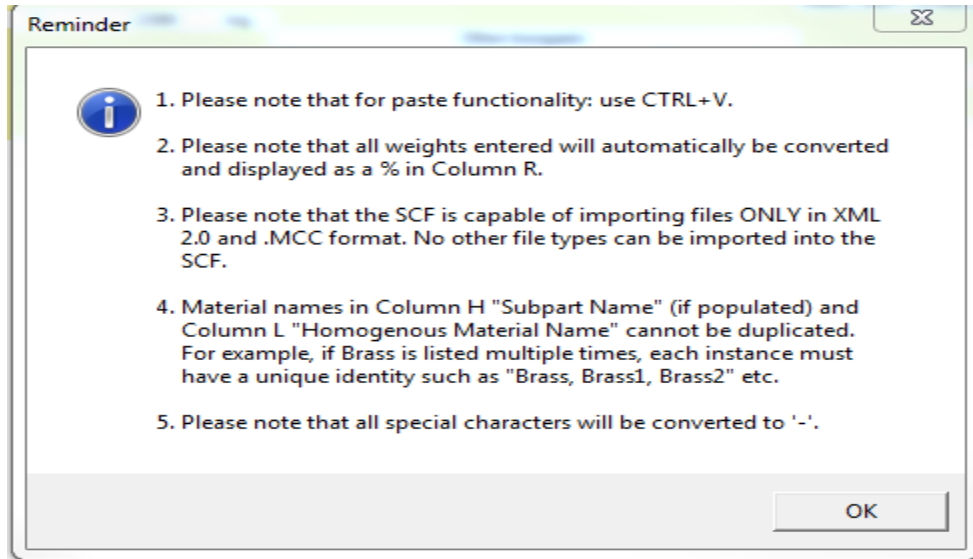 Reminder
1. Please note that for paste functionality: use CTRL+V.
2. Please note that all weights entered will automatically be converted
and displayed as a % in Column R.
3. Please note that the SCF is capable of importing files ONLY in XML
2.0 and .MCC format. No other file types can be imported into the
SCF.
4. Material names in Column H "Subpart Name" (if populated) and
Column L "Homogenous Material Name" cannot be duplicated.
For example, if Brass is listed multiple times, each instance must
have a unique identity such as "Brass, Brass1, Brass2" etc.
5. Please note that all special characters will be converted to '-'.
OK